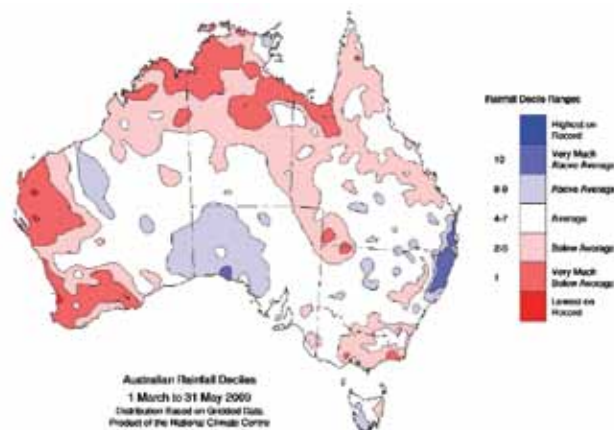 Rainfall Decile Ranges
Highest on
Record
10
Very Much
Above Average
8-9
Above Average
4-7
Average
2-3
Below Average
1
Very Much
Below Average
Lowest on
Record
Australian Rainfall Deciles
1 March to 31 May 2009
Distribution Based on Gridded Data
Product of the National Climate Centre